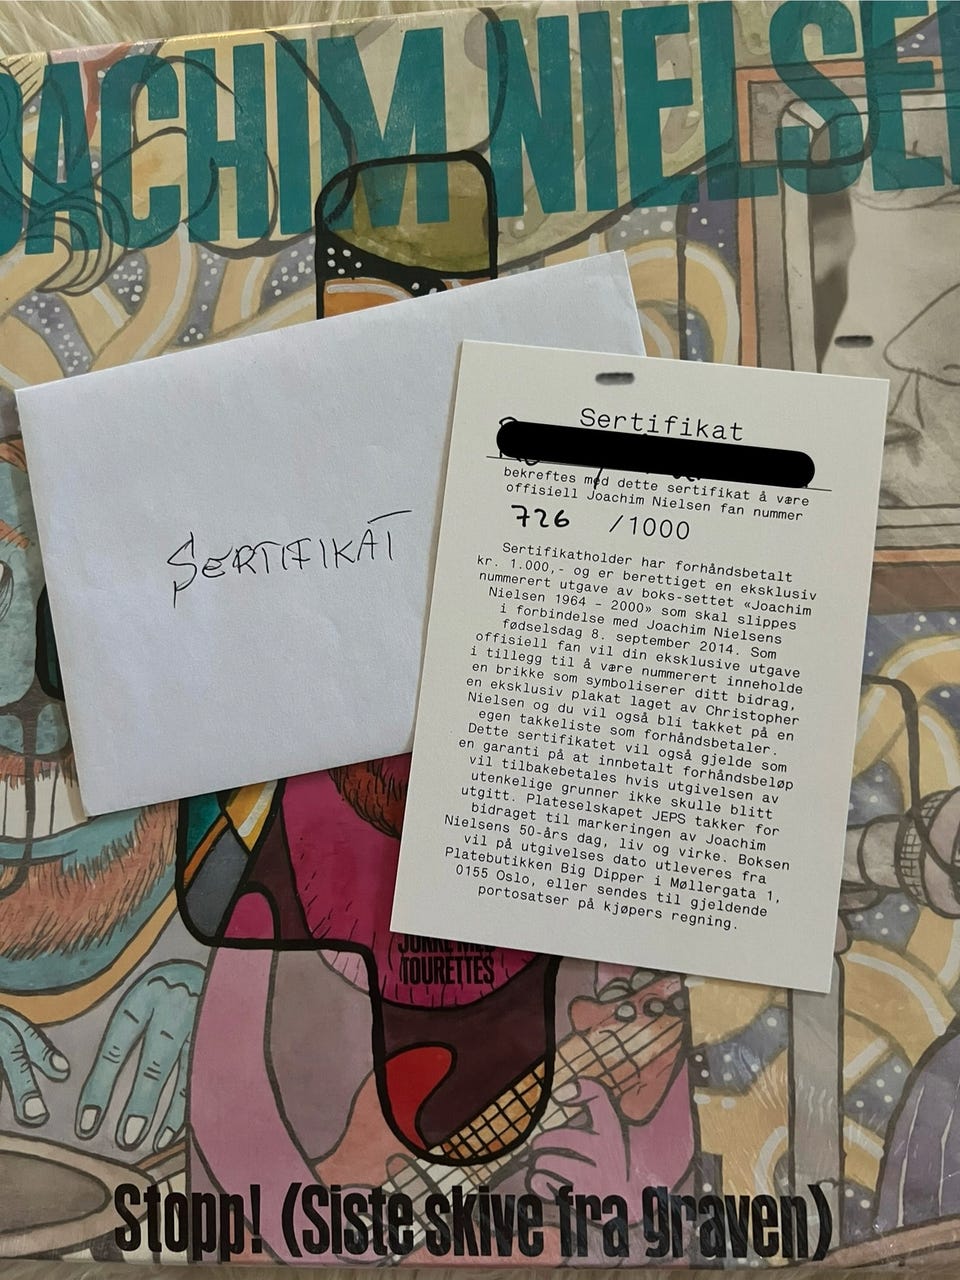 OACHIM NIELSEN
SERTIFIKAT
Sertifikat
bekreftes med dette sertifikat å være
offisiell Joachim Nielsen fan nummer
726 /1000
Sertifikatholder har forhåndsbetalt
kr. 1.000,- og er berettiget en eksklusiv
nummerert utgave av boks-settet «Joachim
Nielsen 1964 - 2000» som skal slippes
i forbindelse med Joachim Nielsens
fødselsdag 8. september 2014. Som
offisiell fan vil din eksklusive utgave
i tillegg til å være nummerert inneholde
en brikke som symboliserer ditt bidrag,
en eksklusiv plakat laget av Christopher
Nielsen og du vil også bli takket på en
egen takkeliste som forhåndsbetaler.
Dette sertifikatet vil også gjelde som
en garanti på at innbetalt forhåndsbeløp
vil tilbakebetales hvis utgivelsen av
utenkelige grunner ikke skulle blitt
utgitt. Plateselskapet JEPS takker for
bidraget til markeringen av Joachim
Nielsens 50-års dag, liv og virke. Boksen
vil på utgivelses dato utleveres fra
Platebutikken Big Dipper i Møllergata 1,
0155 Oslo, eller sendes til gjeldende
portosatser på kjøpers regning.
TOURETTES
Stopp! (Siste skive fra graven)